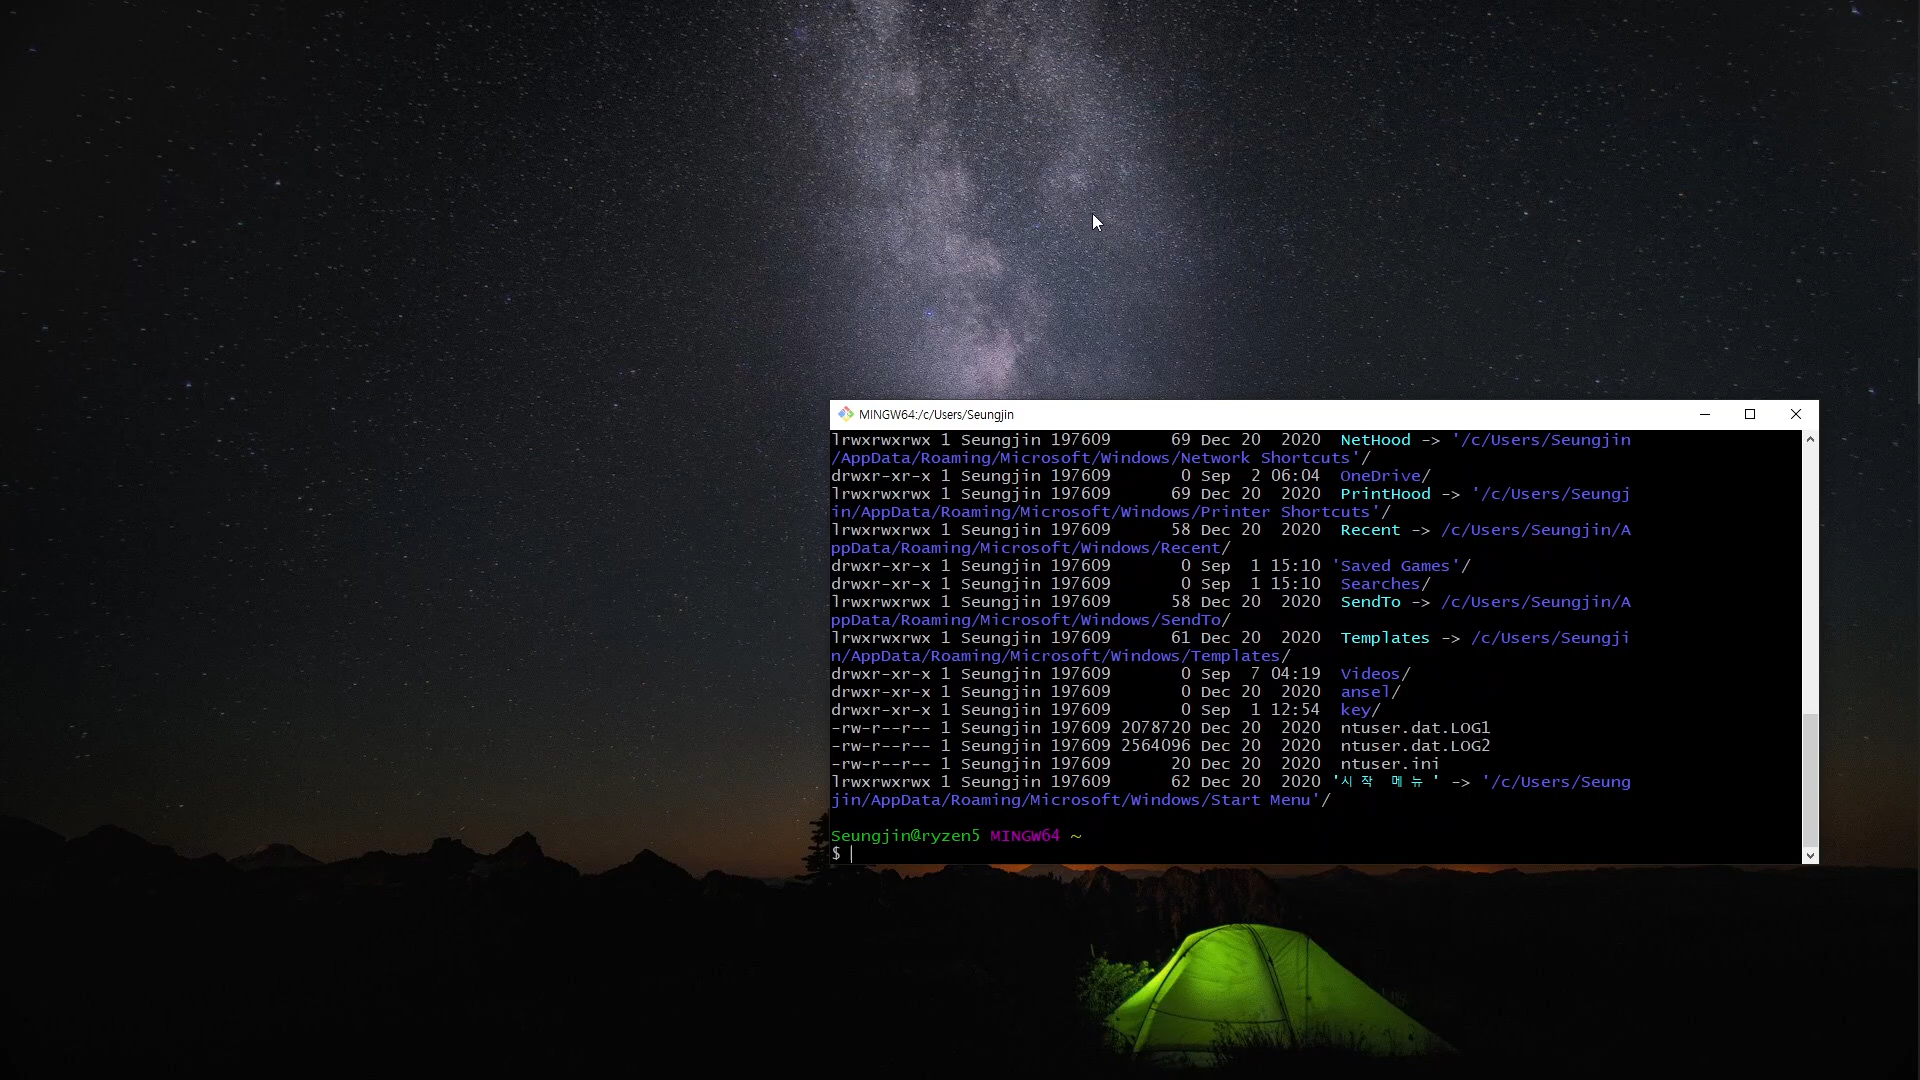 MINGW64:/c/Users/Seungjin
lrwxrwxrwx 1 Seungjin 197609      69 Dec 20  2020  NetHood -> '/c/Users/Seungjin
/AppData/Roaming/Microsoft/Windows/Network Shortcuts'/
drwxr-xr-x 1 Seungjin 197609       0 Sep  2 06:04  OneDrive/
lrwxrwxrwx 1 Seungjin 197609      69 Dec 20  2020  PrintHood -> '/c/Users/Seungj
in/AppData/Roaming/Microsoft/Windows/Printer Shortcuts'/
lrwxrwxrwx 1 Seungjin 197609      58 Dec 20  2020  Recent -> /c/Users/Seungjin/A
ppData/Roaming/Microsoft/Windows/Recent/
drwxr-xr-x 1 Seungjin 197609       0 Sep  1 15:10 'Saved Games'/
drwxr-xr-x 1 Seungjin 197609       0 Sep  1 15:10  Searches/
lrwxrwxrwx 1 Seungjin 197609      58 Dec 20  2020  SendTo -> /c/Users/Seungjin/A
ppData/Roaming/Microsoft/Windows/SendTo/
lrwxrwxrwx 1 Seungjin 197609      61 Dec 20  2020  Templates -> /c/Users/Seungji
n/AppData/Roaming/Microsoft/Windows/Templates/
drwxr-xr-x 1 Seungjin 197609       0 Sep  7 04:19  Videos/
drwxr-xr-x 1 Seungjin 197609       0 Dec 20  2020  ansel/
drwxr-xr-x 1 Seungjin 197609       0 Sep  1 12:54  key/
-rw-r--r-- 1 Seungjin 197609 2078720 Dec 20  2020  ntuser.dat.LOG1
-rw-r--r-- 1 Seungjin 197609 2564096 Dec 20  2020  ntuser.dat.LOG2
-rw-r--r-- 1 Seungjin 197609      20 Dec 20  2020  ntuser.ini
lrwxrwxrwx 1 Seungjin 197609      62 Dec 20  2020 '시작 메뉴' -> '/c/Users/Seung
jin/AppData/Roaming/Microsoft/Windows/Start Menu'/
Seungjin@ryzen5 MINGW64 ~
$